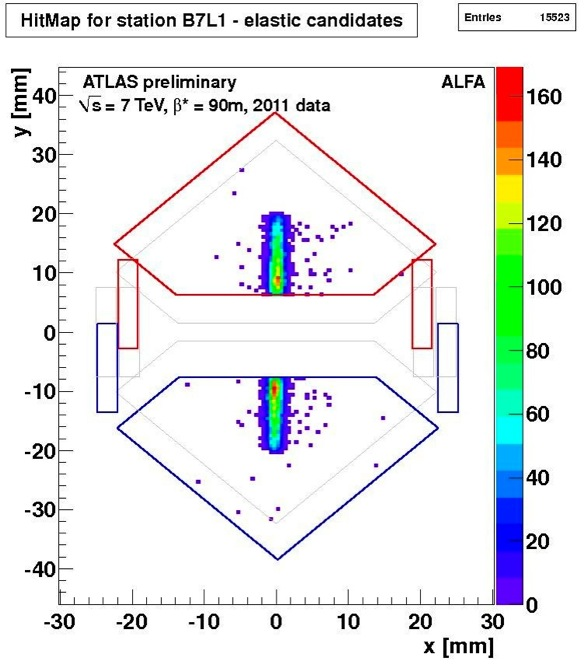 HitMap for station B7L1 - elastic candidates
Entries 15523
ATLAS preliminary ALFA
√s = 7 TeV, β* = 90m, 2011 data
y [mm]
40
30
20
10
0
-10
-20
-30
-40
-30 -20 -10 0 10 20 30
x [mm]
160
140
120
100
80
60
40
20
0